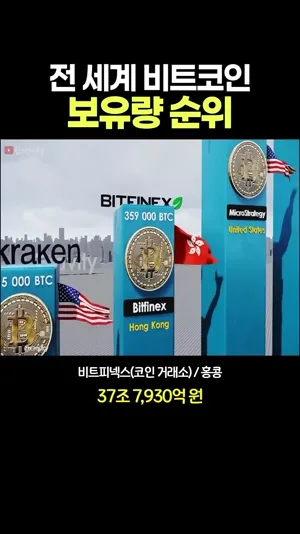 전 세계 비트코인
보유량 순위
BITFINEX
359 000 BTC
MicroStrategy
United States
kraken
5 000 BTC
Bitfinex
Hong Kong
비트피넥스(코인 거래소) / 홍콩
37조 7,930억 원